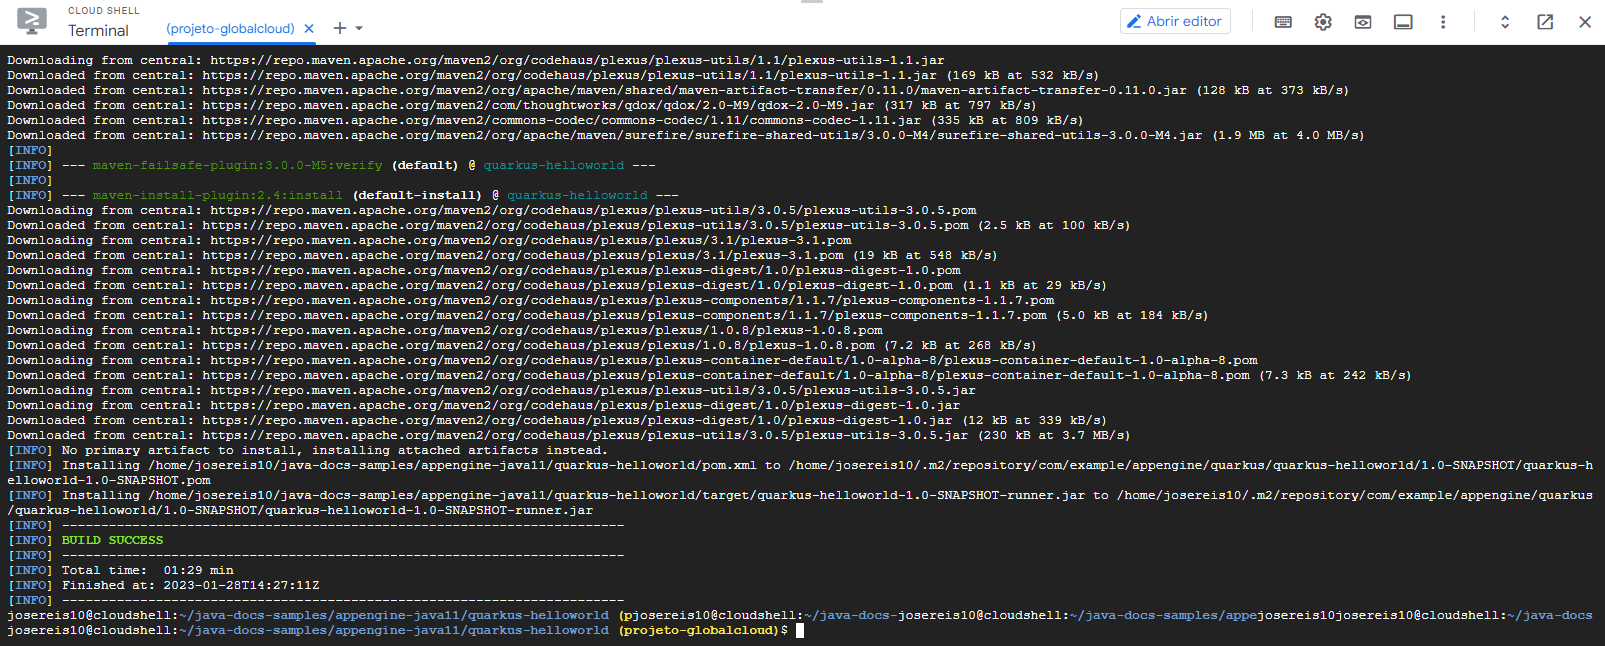 CLOUD SHELL
Terminal
(projeto-globalcloud)
Abrir editor
Downloading from central: https://repo.maven.apache.org/maven2/org/codehaus/plexus/plexus-utils/1.1/plexus-utils-1.1.jar
Downloaded from central: https://repo.maven.apache.org/maven2/org/codehaus/plexus/plexus-utils/1.1/plexus-utils-1.1.jar (169 kB at 532 kB/s)
Downloaded from central: https://repo.maven.apache.org/maven2/org/apache/maven/shared/maven-artifact-transfer/0.11.0/maven-artifact-transfer-0.11.0.jar (128 kB at 373 kB/s)
Downloaded from central: https://repo.maven.apache.org/maven2/com/thoughtworks/qdox/qdox/2.0-M9/qdox-2.0-M9.jar (317 kB at 797 kB/s)
Downloaded from central: https://repo.maven.apache.org/maven2/commons-codec/commons-codec/1.11/commons-codec-1.11.jar (335 kB at 809 kB/s)
Downloaded from central: https://repo.maven.apache.org/maven2/org/apache/maven/surefire/surefire-shared-utils/3.0.0-M4/surefire-shared-utils-3.0.0-M4.jar (1.9 MB at 4.0 MB/s)
[INFO]
[INFO] --- maven-failsafe-plugin:3.0.0-M5:verify (default) @ quarkus-helloworld ---
[INFO]
[INFO] --- maven-install-plugin:2.4:install (default-install) @ quarkus-helloworld ---
Downloading from central: https://repo.maven.apache.org/maven2/org/codehaus/plexus/plexus-utils/3.0.5/plexus-utils-3.0.5.pom
Downloaded from central: https://repo.maven.apache.org/maven2/org/codehaus/plexus/plexus-utils/3.0.5/plexus-utils-3.0.5.pom (2.5 kB at 100 kB/s)
Downloading from central: https://repo.maven.apache.org/maven2/org/codehaus/plexus/plexus/3.1/plexus-3.1.pom
Downloaded from central: https://repo.maven.apache.org/maven2/org/codehaus/plexus/plexus/3.1/plexus-3.1.pom (19 kB at 548 kB/s)
Downloading from central: https://repo.maven.apache.org/maven2/org/codehaus/plexus/plexus-digest/1.0/plexus-digest-1.0.pom
Downloaded from central: https://repo.maven.apache.org/maven2/org/codehaus/plexus/plexus-digest/1.0/plexus-digest-1.0.pom (1.1 kB at 29 kB/s)
Downloading from central: https://repo.maven.apache.org/maven2/org/codehaus/plexus/plexus-components/1.1.7/plexus-components-1.1.7.pom
Downloaded from central: https://repo.maven.apache.org/maven2/org/codehaus/plexus/plexus-components/1.1.7/plexus-components-1.1.7.pom (5.0 kB at 184 kB/s)
Downloading from central: https://repo.maven.apache.org/maven2/org/codehaus/plexus/plexus/1.0.8/plexus-1.0.8.pom
Downloaded from central: https://repo.maven.apache.org/maven2/org/codehaus/plexus/plexus/1.0.8/plexus-1.0.8.pom (7.2 kB at 268 kB/s)
Downloading from central: https://repo.maven.apache.org/maven2/org/codehaus/plexus/plexus-container-default/1.0-alpha-8/plexus-container-default-1.0-alpha-8.pom
Downloaded from central: https://repo.maven.apache.org/maven2/org/codehaus/plexus/plexus-container-default/1.0-alpha-8/plexus-container-default-1.0-alpha-8.pom (7.3 kB at 242 kB/s)
Downloading from central: https://repo.maven.apache.org/maven2/org/codehaus/plexus/plexus-utils/3.0.5/plexus-utils-3.0.5.jar
Downloading from central: https://repo.maven.apache.org/maven2/org/codehaus/plexus/plexus-digest/1.0/plexus-digest-1.0.jar
Downloaded from central: https://repo.maven.apache.org/maven2/org/codehaus/plexus/plexus-digest/1.0/plexus-digest-1.0.jar (12 kB at 339 kB/s)
Downloaded from central: https://repo.maven.apache.org/maven2/org/codehaus/plexus/plexus-utils/3.0.5/plexus-utils-3.0.5.jar (230 kB at 3.7 MB/s)
[INFO] No primary artifact to install, installing attached artifacts instead.
[INFO] Installing /home/josereis10/java-docs-samples/appengine-java11/quarkus-helloworld/pom.xml to /home/josereis10/.m2/repository/com/example/appengine/quarkus/quarkus-helloworld/1.0-SNAPSHOT/quarkus-h
elloworld-1.0-SNAPSHOT.pom
[INFO] Installing /home/josereis10/java-docs-samples/appengine-java11/quarkus-helloworld/target/quarkus-helloworld-1.0-SNAPSHOT-runner.jar to /home/josereis10/.m2/repository/com/example/appengine/quarkus
/quarkus-helloworld/1.0-SNAPSHOT/quarkus-helloworld-1.0-SNAPSHOT-runner.jar
[INFO] ------------------------------------------------------------------------
[INFO] BUILD SUCCESS
[INFO] ------------------------------------------------------------------------
[INFO] Total time:  01:29 min
[INFO] Finished at: 2023-01-28T14:27:11Z
[INFO] ------------------------------------------------------------------------
josereis10@cloudshell:~/java-docs-samples/appengine-java11/quarkus-helloworld (pjosereis10@cloudshell:~/java-docs-josereis10@cloudshell:~/java-docs-samples/appejosereis10josereis10@cloudshell:~/java-docs
josereis10@cloudshell:~/java-docs-samples/appengine-java11/quarkus-helloworld (projeto-globalcloud)$